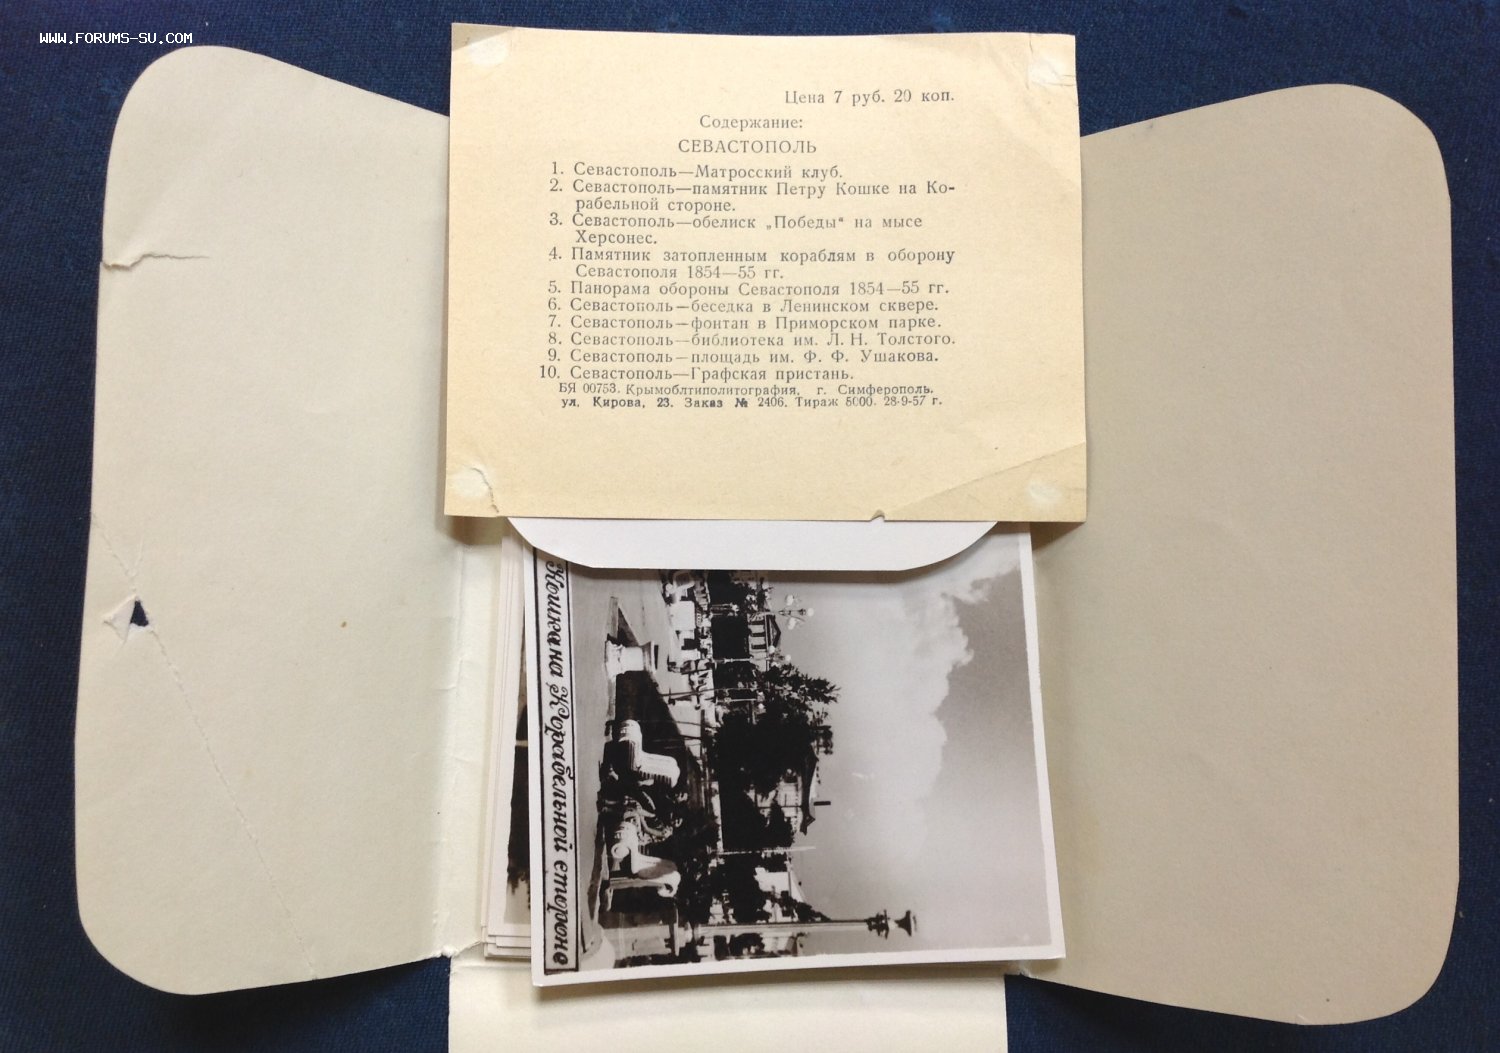 WWW.FORUMS-SU.COM
Цена 7 руб. 20 коп.
Содержание:
СЕВАСТОПОЛЬ
1. Севастополь—Матросский клуб.
2. Севастополь—памятник Петру Кошке на Ко-
рабельной стороне.
3. Севастополь—обелиск „Победы“ на мысе
Херсонес.
4. Памятник затопленным кораблям в оборону
Севастополя 1854—55 гг.
5. Панорама обороны Севастополя 1854—55 гг.
6. Севастополь—беседка в Ленинском сквере.
7. Севастополь—фонтан в Приморском парке.
8. Севастополь—библиотека им. Л. Н. Толстого.
9. Севастополь—площадь им. Ф. Ф. Ушакова.
10. Севастополь—Графская пристань.
БЯ 00753. Крымоблтиполитография, г. Симферополь.
ул. Кирова, 23. Заказ № 2406. Тираж 5000. 28-9-57 г.
Кошка на Корабельной стороне